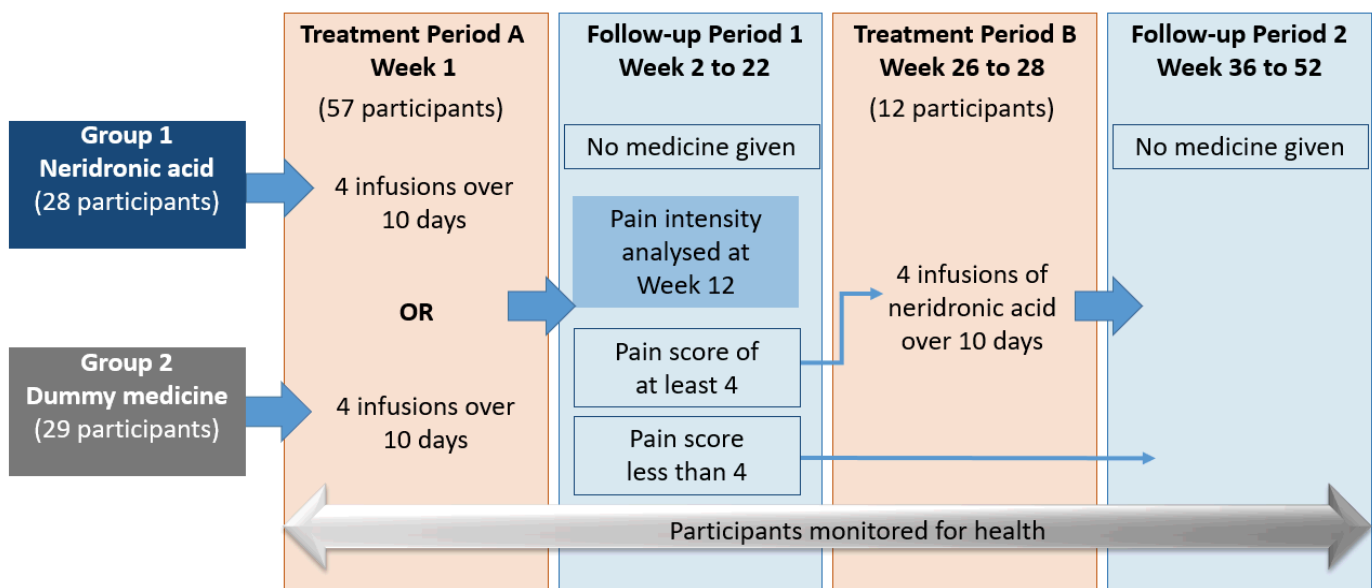 Group 1
Neridronic acid
(28 participants)
Group 2
Dummy medicine
(29 participants)
Treatment Period A
Week 1
(57 participants)
4 infusions over
10 days
OR
4 infusions over
10 days
Follow-up Period 1
Week 2 to 22
No medicine given
Pain intensity
analysed at
Week 12
Pain score of
at least 4
Pain score
less than 4
Treatment Period B
Week 26 to 28
(12 participants)
4 infusions of
neridronic acid
over 10 days
Follow-up Period 2
Week 36 to 52
No medicine given
Participants monitored for health